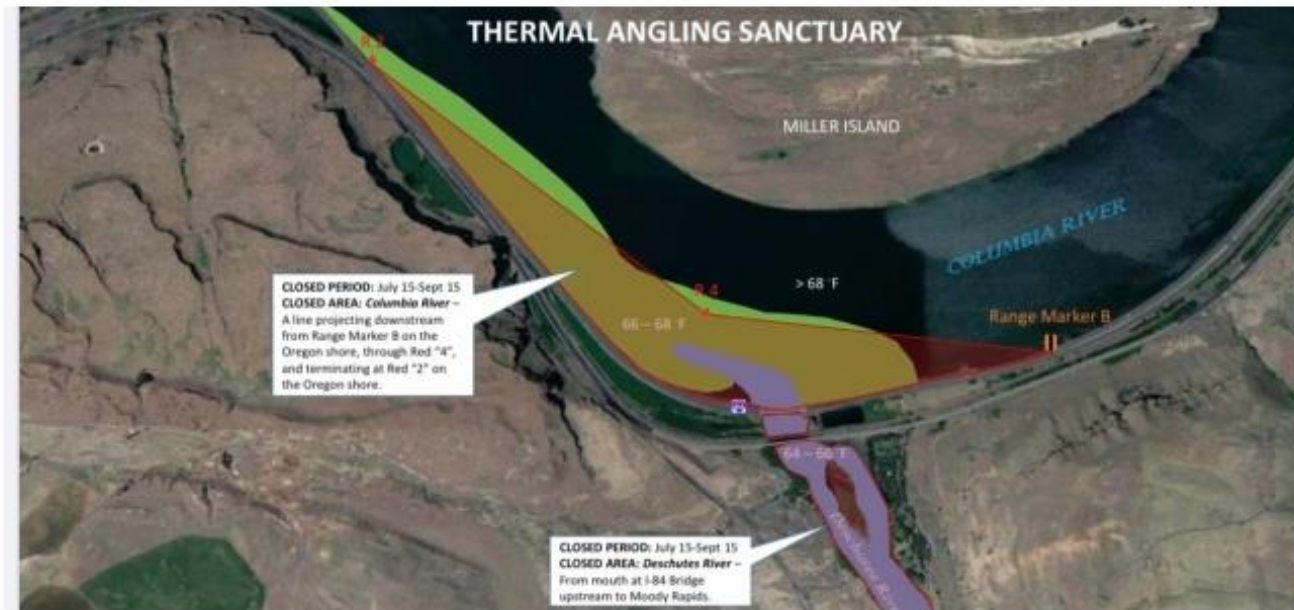 THERMAL ANGLING SANCTUARY
R 2
MILLER ISLAND
COLUMBIA RIVER
CLOSED PERIOD: July 15-Sept 15
CLOSED AREA: Columbia River –
A line projecting downstream
from Range Marker B on the
Oregon shore, through Red "4",
and terminating at Red "2" on
the Oregon shore.
> 68 °F
R 4
Range Marker B
66 – 68 °F
64 – 66 °F
Deschutes River
CLOSED PERIOD: July 15-Sept 15
CLOSED AREA: Deschutes River –
From mouth at I-84 Bridge
upstream to Moody Rapids.